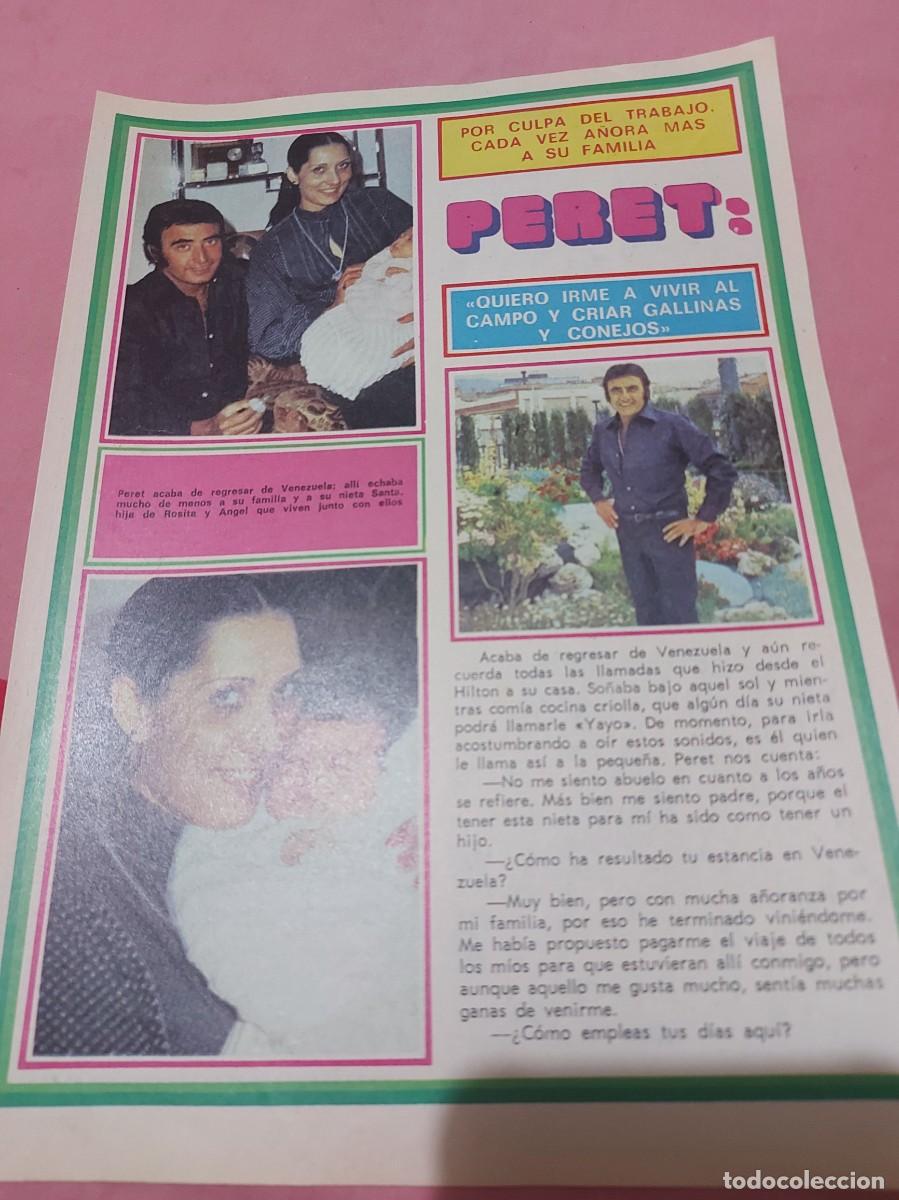 POR CULPA DEL TRABAJO.
CADA VEZ AÑORA MAS
A SU FAMILIA
PERET:
«QUIERO IRME A VIVIR AL
CAMPO Y CRIAR GALLINAS
Y CONEJOS»
Peret acaba de regresar de Venezuela; allí echaba
mucho de menos a su familia y a su nieta Santa,
hija de Rosita y Angel que viven junto con ellos
Acaba de regresar de Venezuela y aún re-
cuerda todas las llamadas que hizo desde el
Hilton a su casa. Soñaba bajo aquel sol y mien-
tras comía cocina criolla, que algún día su nieta
podrá llamarle «Yayo». De momento, para irla
acostumbrando a oir estos sonidos, es él quien
le llama así a la pequeña. Peret nos cuenta:
—No me siento abuelo en cuanto a los años
se refiere. Más bien me siento padre, porque el
tener esta nieta para mí ha sido como tener un
hijo.
—¿Cómo ha resultado tu estancia en Vene-
zuela?
—Muy bien, pero con mucha añoranza por
mi familia, por eso he terminado viniéndome.
Me había propuesto pagarme el viaje de todos
los míos para que estuvieran allí conmigo, pero
aunque aquello me gusta mucho, sentía muchas
ganas de venirme.
—¿Cómo empleas tus días aquí?
todocoleccion